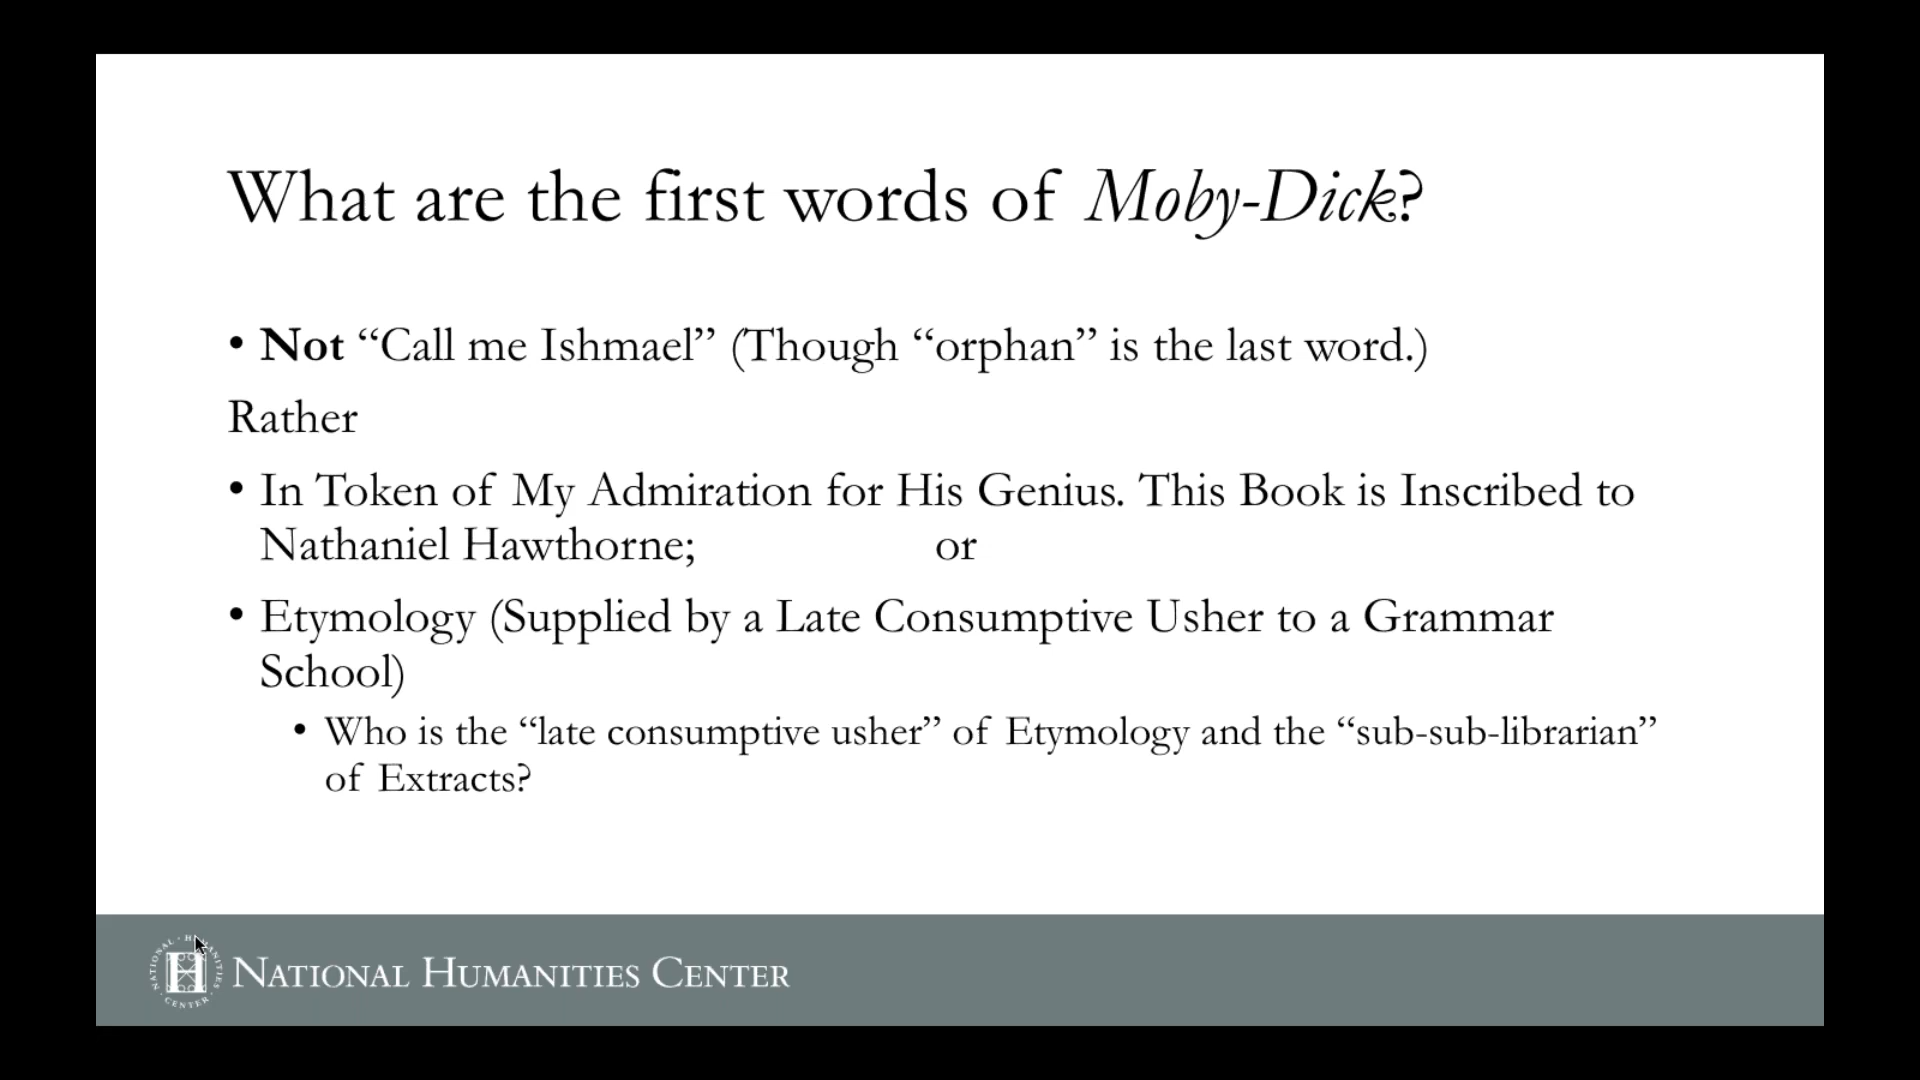 What are the first words of Moby-Dick?
• Not “Call me Ishmael” (Though “orphan” is the last word.)
Rather
• In Token of My Admiration for His Genius. This Book is Inscribed to
Nathaniel Hawthorne; or
• Etymology (Supplied by a Late Consumptive Usher to a Grammar
School)
• Who is the “late consumptive usher” of Etymology and the “sub-sub-librarian”
of Extracts?
NATIONAL · HUMANITIES · CENTER ·
H
NATIONAL HUMANITIES CENTER